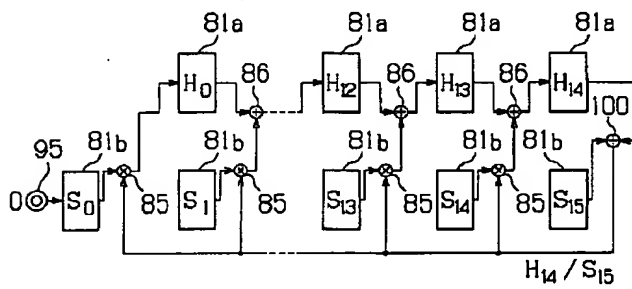 81a 81a 81a 81a
86 86 86
H₀ H₁₂ H₁₃ H₁₄
100
95 81b 81b 81b 81b 81b
0 S₀ S₁ S₁₃ S₁₄ S₁₅
85 85 85 85
H₁₄/S₁₅